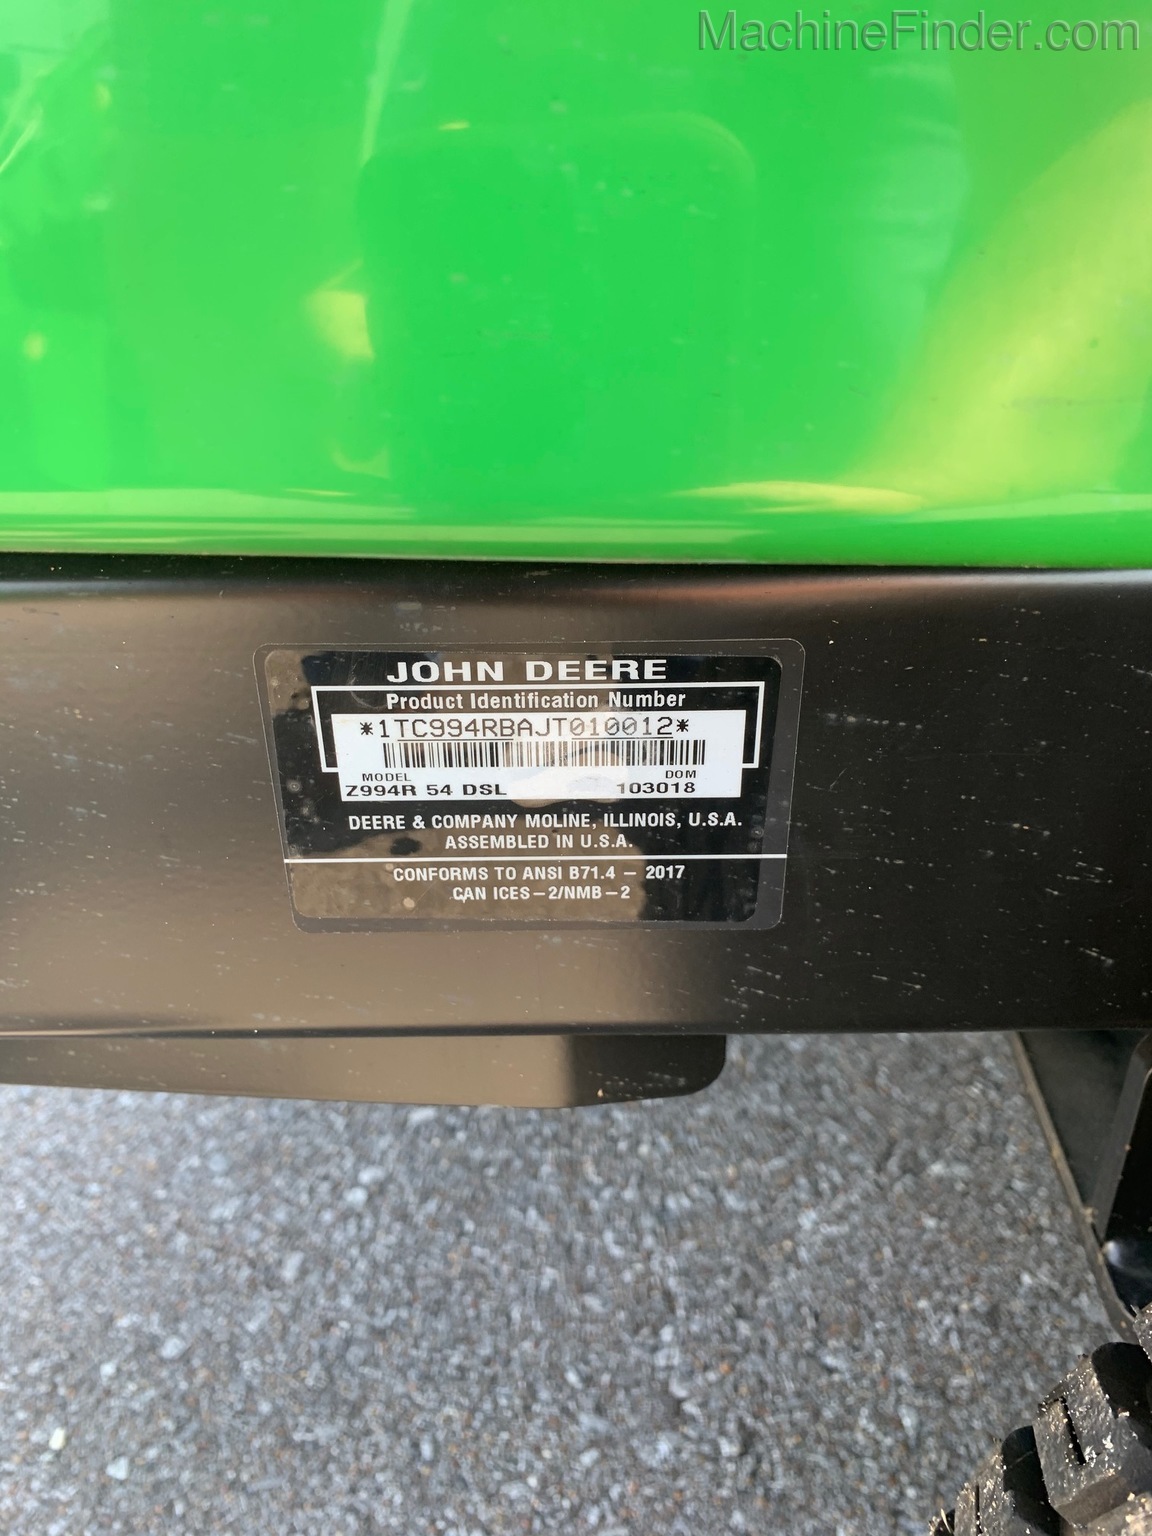 MachineFinder.com
JOHN DEERE
Product Identification Number
*1TC994RBAJT010012*
MODEL DOM
Z994R 54 DSL 103018
DEERE & COMPANY MOLINE, ILLINOIS, U.S.A.
ASSEMBLED IN U.S.A.
CONFORMS TO ANSI B71.4 – 2017
CAN ICES–2/NMB–2